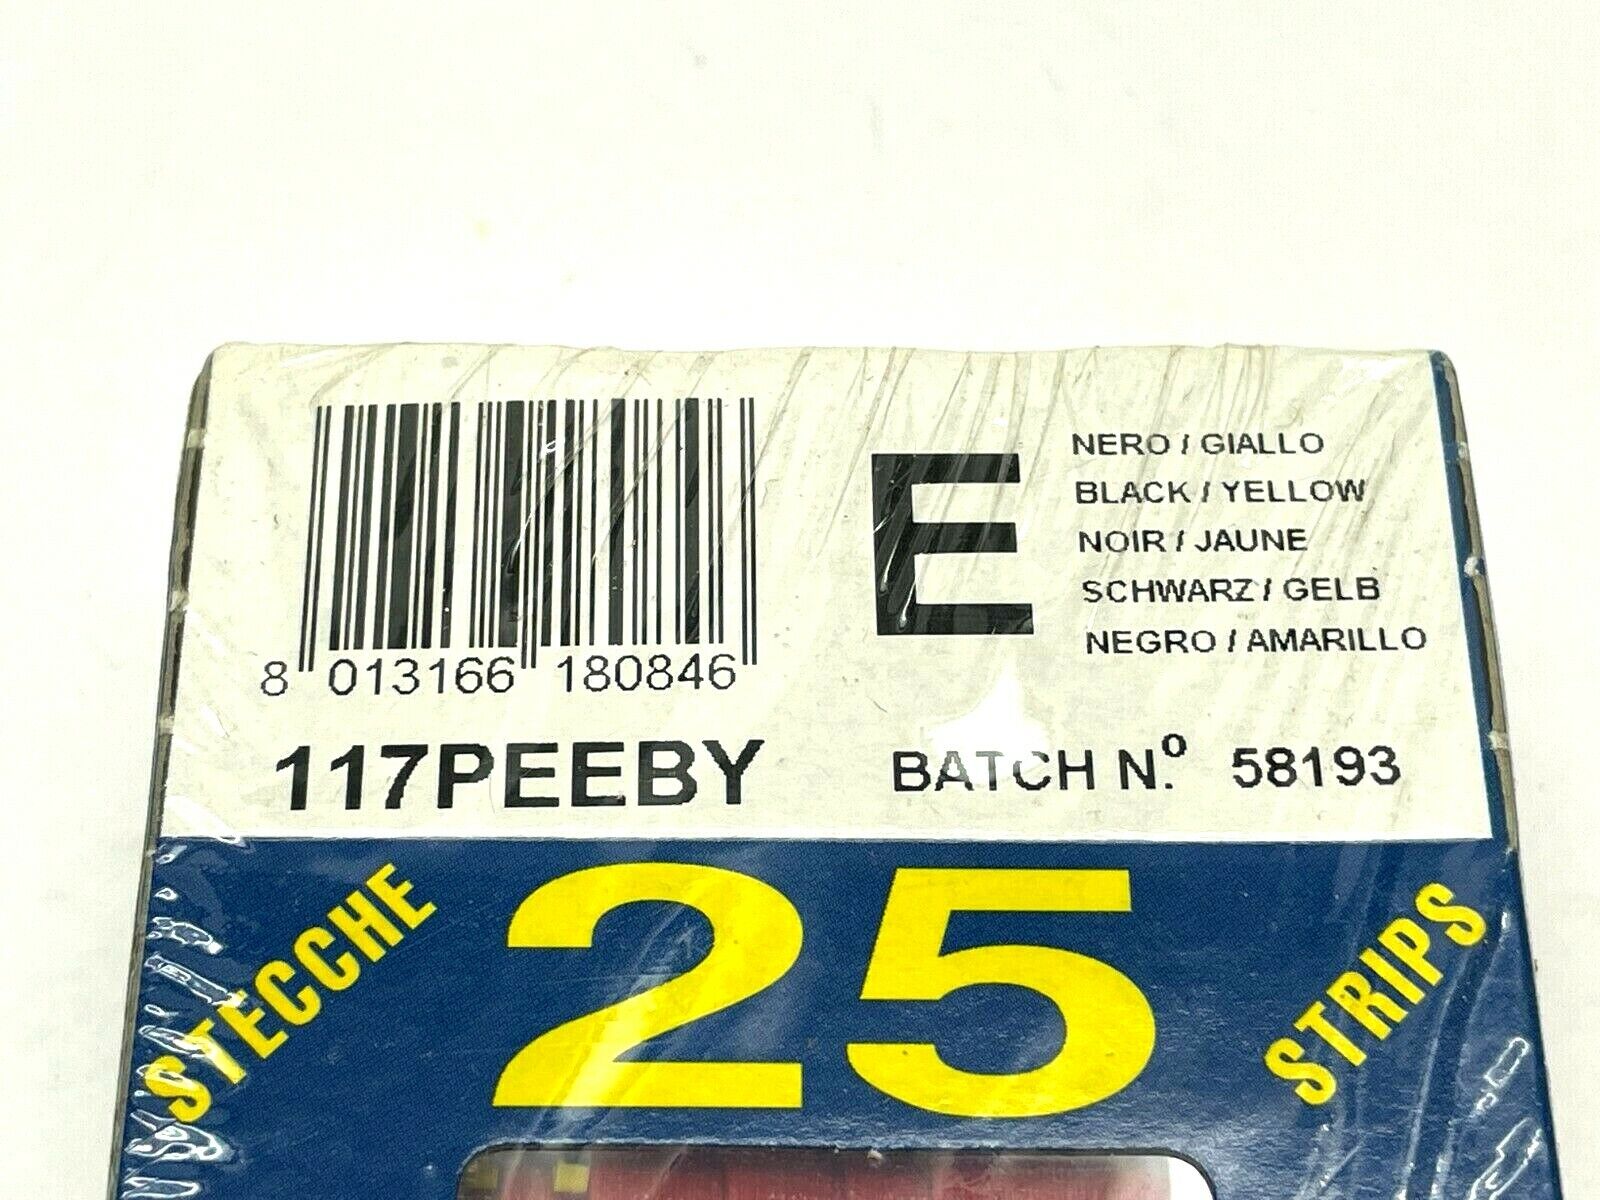 8 013166 180846
E
NERO / GIALLO
BLACK / YELLOW
NOIR / JAUNE
SCHWARZ / GELB
NEGRO / AMARILLO
117PEEBY
BATCH N.º 58193
STECCHE
25
STRIPS